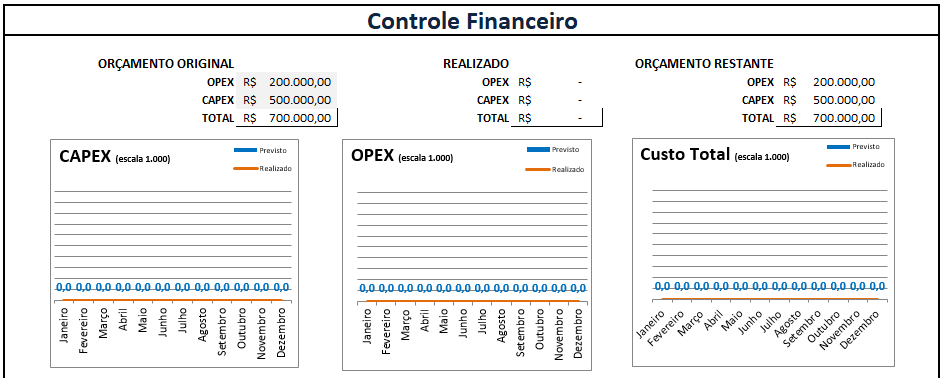 Controle Financeiro
ORÇAMENTO ORIGINAL
OPEX R$ 200.000,00
CAPEX R$ 500.000,00
TOTAL R$ 700.000,00
REALIZADO
OPEX R$ -
CAPEX R$ -
TOTAL R$ -
ORÇAMENTO RESTANTE
OPEX R$ 200.000,00
CAPEX R$ 500.000,00
TOTAL R$ 700.000,00
CAPEX (escala 1.000)
Previsto
Realizado
0,0 0,0 0,0 0,0 0,0 0,0 0,0 0,0 0,0 0,0 0,0 0,0
Janeiro
Fevereiro
Março
Abril
Maio
Junho
Julho
Agosto
Setembro
Outubro
Novembro
Dezembro
OPEX (escala 1.000)
Previsto
Realizado
0,0 0,0 0,0 0,0 0,0 0,0 0,0 0,0 0,0 0,0 0,0 0,0
Janeiro
Fevereiro
Março
Abril
Maio
Junho
Julho
Agosto
Setembro
Outubro
Novembro
Dezembro
Custo Total (escala 1.000)
Previsto
Realizado
0,0 0,0 0,0 0,0 0,0 0,0 0,0 0,0 0,0 0,0 0,0 0,0
Janeiro
Fevereiro
Março
Abril
Maio
Junho
Julho
Agosto
Setembro
Outubro
Novembro
Dezembro